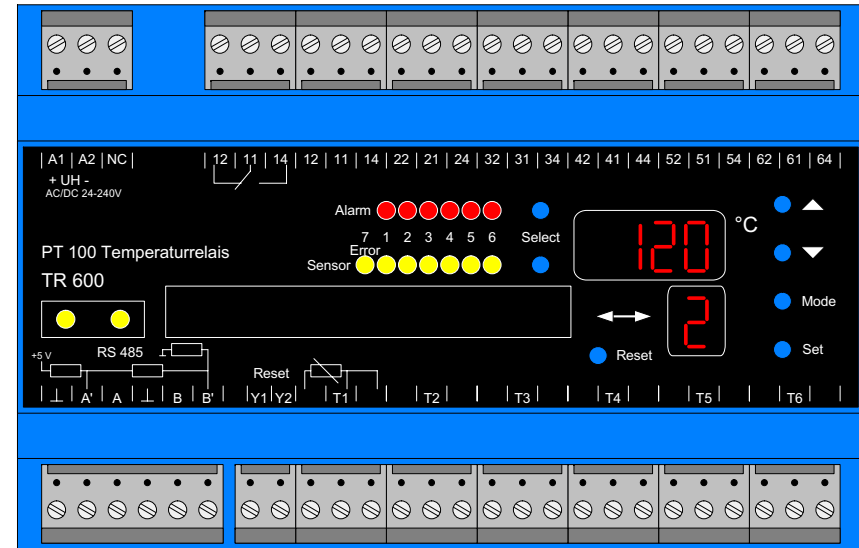 A1 | A2 | NC | | 12 | 11 | 14 | 12 | 11 | 14 | 22 | 21 | 24 | 32 | 31 | 34 | 42 | 41 | 44 | 52 | 51 | 54 | 62 | 61 | 64 |
+ UH -
AC/DC 24-240V
Alarm
7 1 2 3 4 5 6 Select
Error
Sensor
120 °C
PT 100 Temperaturrelais
TR 600
2
Mode
Reset
Set
+5 V RS 485
Reset
| ⊥ | A' | A | ⊥ | B | B' | |Y1|Y2| | T1 | | T2 | | T3 | | T4 | | T5 | | T6 |